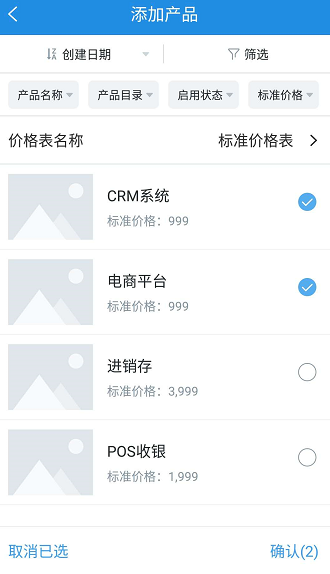 添加产品
创建日期 筛选
产品名称 产品目录 启用状态 标准价格
价格表名称 标准价格表
CRM系统
标准价格：999
电商平台
标准价格：999
进销存
标准价格：3,999
POS收银
标准价格：1,999
取消已选 确认(2)